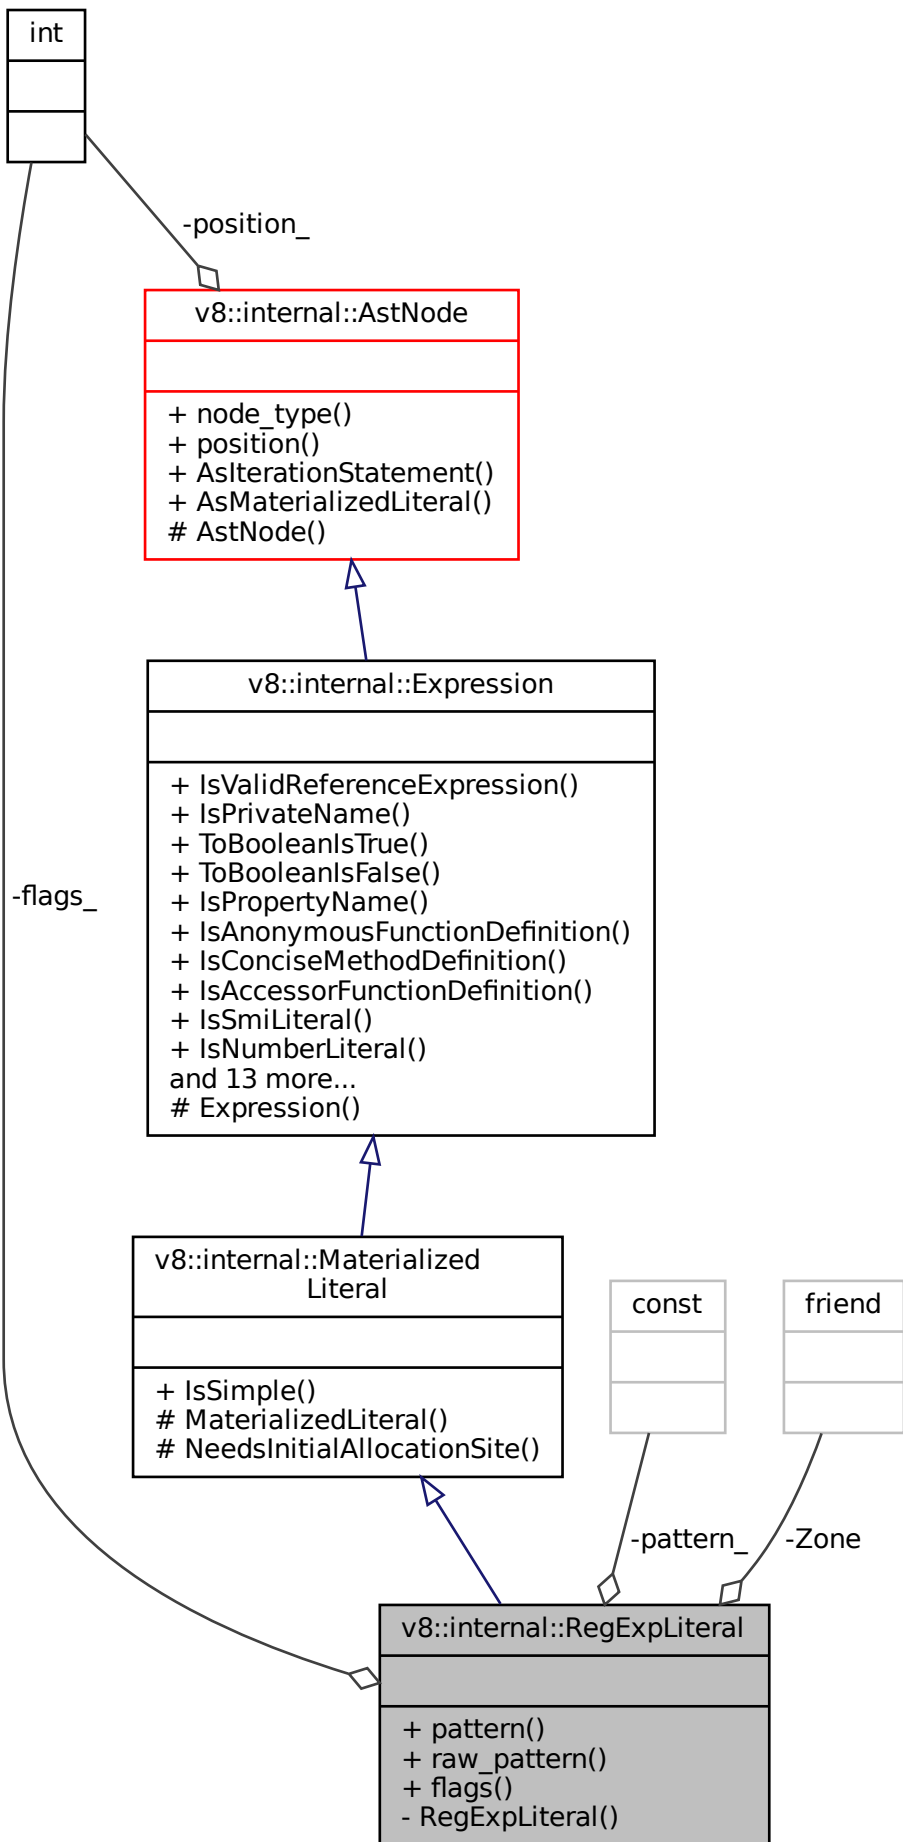 int
-position_
v8::internal::AstNode
+ node_type()
+ position()
+ AsIterationStatement()
+ AsMaterializedLiteral()
# AstNode()
v8::internal::Expression
+ IsValidReferenceExpression()
+ IsPrivateName()
+ ToBooleanIsTrue()
+ ToBooleanIsFalse()
+ IsPropertyName()
+ IsAnonymousFunctionDefinition()
+ IsConciseMethodDefinition()
+ IsAccessorFunctionDefinition()
+ IsSmiLiteral()
+ IsNumberLiteral()
and 13 more...
# Expression()
-flags_
v8::internal::Materialized
Literal
+ IsSimple()
# MaterializedLiteral()
# NeedsInitialAllocationSite()
const
friend
-pattern_
-Zone
v8::internal::RegExpLiteral
+ pattern()
+ raw_pattern()
+ flags()
- RegExpLiteral()